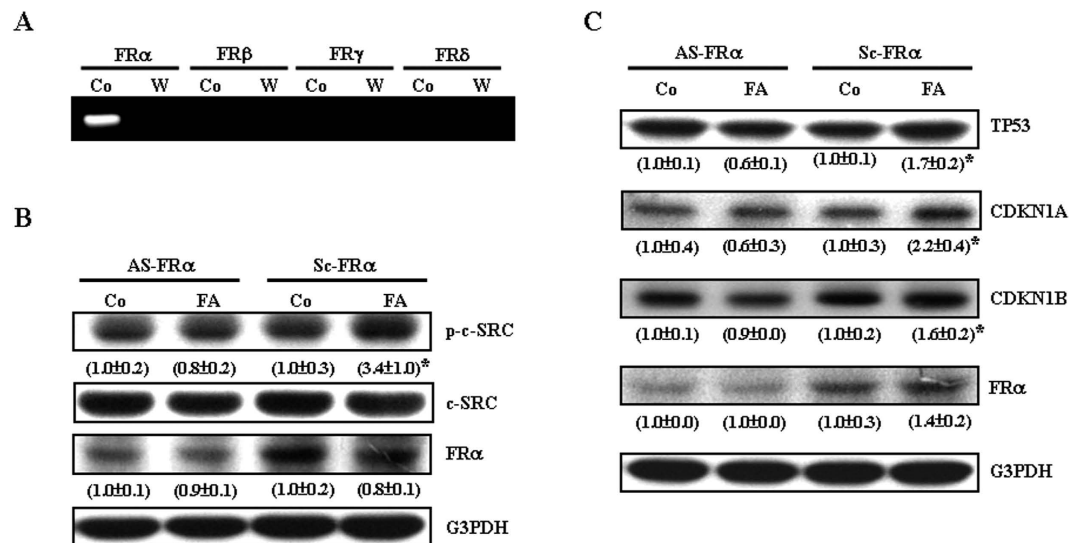 A
FRα FRβ FRγ FRδ
Co W Co W Co W Co W
B
AS-FRα Sc-FRα
Co FA Co FA
p-c-SRC
(1.0±0.2) (0.8±0.2) (1.0±0.3) (3.4±1.0)*
c-SRC
FRα
(1.0±0.1) (0.9±0.1) (1.0±0.2) (0.8±0.1)
G3PDH
C
AS-FRα Sc-FRα
Co FA Co FA
TP53
(1.0±0.1) (0.6±0.1) (1.0±0.1) (1.7±0.2)*
CDKN1A
(1.0±0.4) (0.6±0.3) (1.0±0.3) (2.2±0.4)*
CDKN1B
(1.0±0.1) (0.9±0.0) (1.0±0.2) (1.6±0.2)*
FRα
(1.0±0.0) (1.0±0.0) (1.0±0.3) (1.4±0.2)
G3PDH